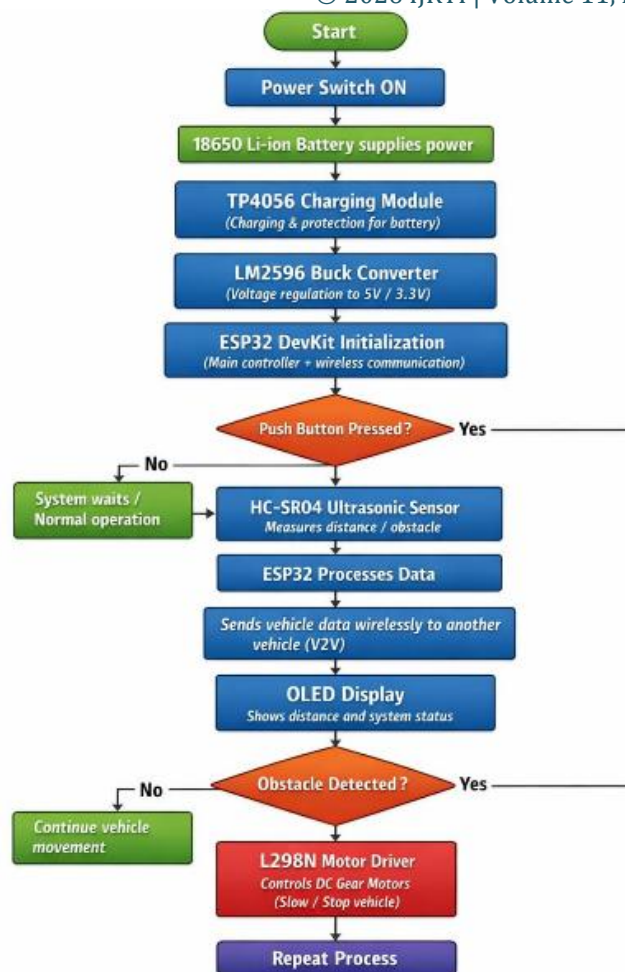 Start
Power Switch ON
18650 Li-ion Battery supplies power
TP4056 Charging Module
(Charging & protection for battery)
LM2596 Buck Converter
(Voltage regulation to 5V / 3.3V)
ESP32 DevKit Initialization
(Main controller + wireless communication)
Push Button Pressed?
Yes
No
System waits /
Normal operation
HC-SR04 Ultrasonic Sensor
Measures distance / obstacle
ESP32 Processes Data
Sends vehicle data wirelessly to another
vehicle (V2V)
OLED Display
Shows distance and system status
Obstacle Detected?
Yes
No
Continue vehicle
movement
L298N Motor Driver
Controls DC Gear Motors
(Slow / Stop vehicle)
Repeat Process